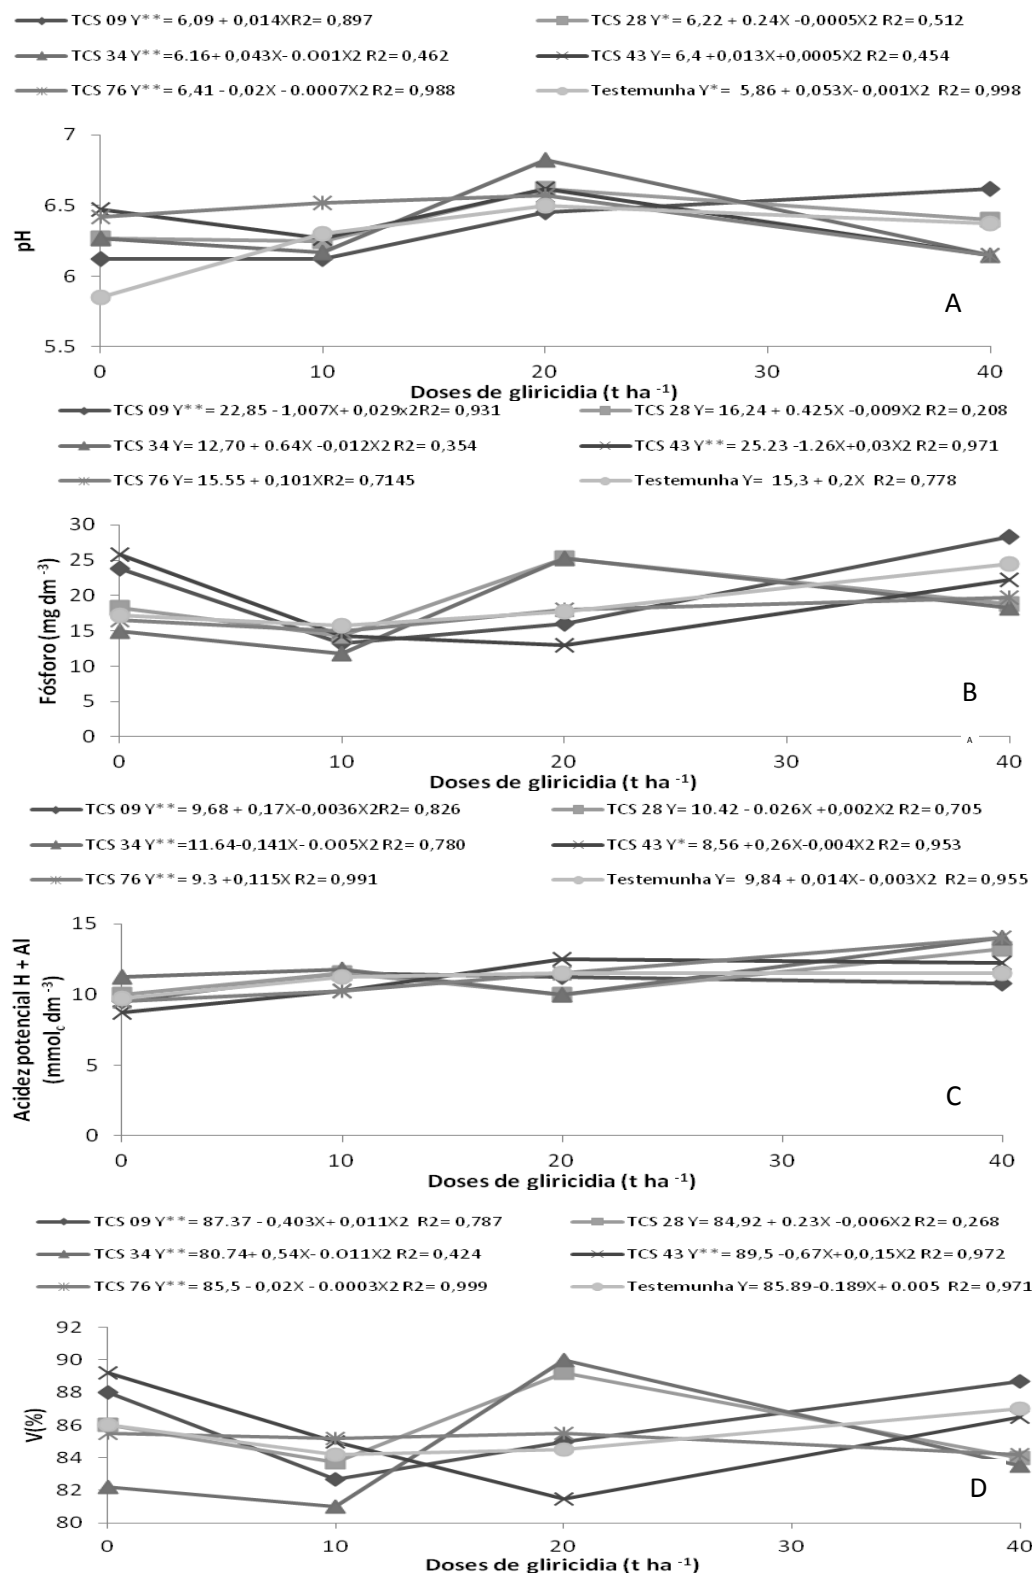 TCS 09 Y**= 6,09 + 0,014XR2= 0,897
TCS 28 Y*= 6,22 + 0.24X -0,0005X2 R2= 0,512
TCS 34 Y**=6.16+ 0,043X- 0.O01X2 R2= 0,462
TCS 43 Y= 6,4 +0,013X+0,0005X2 R2= 0,454
TCS 76 Y**= 6,41 - 0,02X - 0.0007X2 R2= 0,988
Testemunha Y*= 5,86 + 0,053X- 0,001X2 R2= 0,998
7
6.5
6
5.5
pH
A
0 10 20 30 40
Doses de gliricidia (t ha -1)
TCS 09 Y**= 22,85 - 1,007X+ 0,029x2R2= 0,931
TCS 28 Y= 16,24 + 0.425X -0,009X2 R2= 0,208
TCS 34 Y= 12,70 + 0.64X -0,012X2 R2= 0,354
TCS 43 Y**= 25.23 -1.26X+0,03X2 R2= 0,971
TCS 76 Y= 15.55 + 0,101XR2= 0,7145
Testemunha Y= 15,3 + 0,2X R2= 0,778
30
25
20
15
10
5
0
Fósforo (mg dm -3)
B
A
0 10 20 30 40
Doses de gliricidia (t ha -1)
TCS 09 Y**= 9,68 + 0,17X-0,0036X2R2= 0,826
TCS 28 Y= 10.42 - 0.026X +0,002X2 R2= 0,705
TCS 34 Y**=11.64-0,141X- 0.O05X2 R2= 0,780
TCS 43 Y*= 8,56 +0,26X-0,004X2 R2= 0,953
TCS 76 Y**= 9.3 +0,115X R2= 0,991
Testemunha Y= 9,84 + 0,014X- 0,003X2 R2= 0,955
15
10
5
0
Acidez potencial H + Al
(mmolc dm -3)
C
0 10 20 30 40
Doses de gliricidia (t ha -1)
TCS 09 Y**= 87.37 - 0,403X+ 0,011X2 R2= 0,787
TCS 28 Y= 84,92 + 0.23X -0,006X2 R2= 0,268
TCS 34 Y**=80.74+ 0,54X- 0.O11X2 R2= 0,424
TCS 43 Y**= 89,5 -0,67X+0,0,15X2 R2= 0,972
TCS 76 Y**= 85,5 - 0,02X - 0.0003X2 R2= 0,999
Testemunha Y= 85.89-0.189X+ 0.005 R2= 0,971
92
90
88
86
84
82
80
V(%)
D
0 10 20 30 40
Doses de gliricidia (t ha -1)